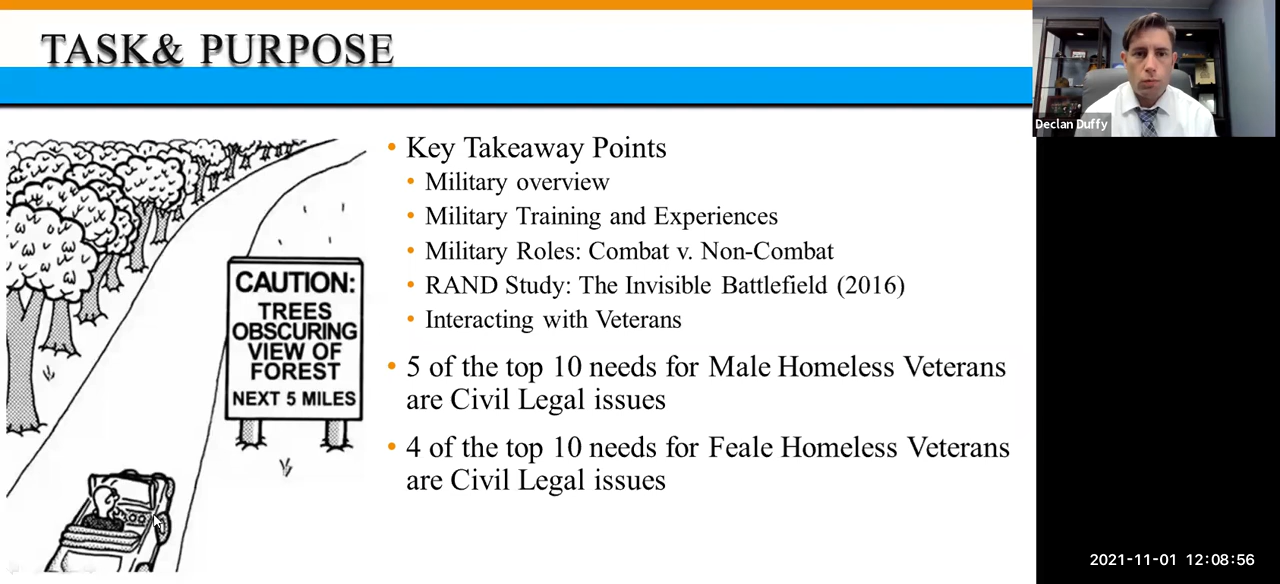 TASK& PURPOSE
Declan Duffy
CAUTION:
TREES
OBSCURING
VIEW OF
FOREST
NEXT 5 MILES
• Key Takeaway Points
• Military overview
• Military Training and Experiences
• Military Roles: Combat v. Non-Combat
• RAND Study: The Invisible Battlefield (2016)
• Interacting with Veterans
• 5 of the top 10 needs for Male Homeless Veterans
are Civil Legal issues
• 4 of the top 10 needs for Feale Homeless Veterans
are Civil Legal issues
2021-11-01 12:08:56